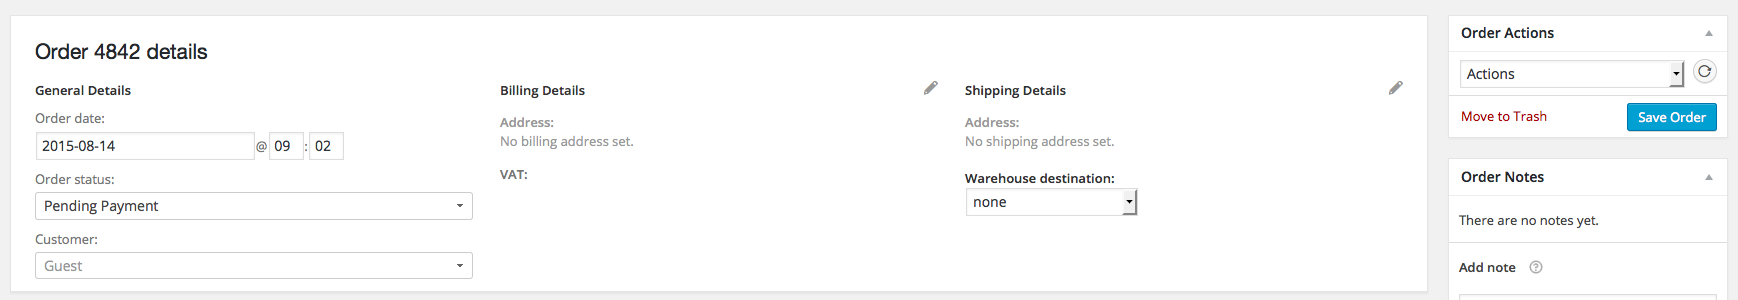 Order 4842 details
General Details
Order date:
2015-08-14 @ 09 : 02
Order status:
Pending Payment
Customer:
Guest
Billing Details
Address:
No billing address set.
VAT:
Shipping Details
Address:
No shipping address set.
Warehouse destination:
none
Order Actions
Actions
Move to Trash
Save Order
Order Notes
There are no notes yet.
Add note ?